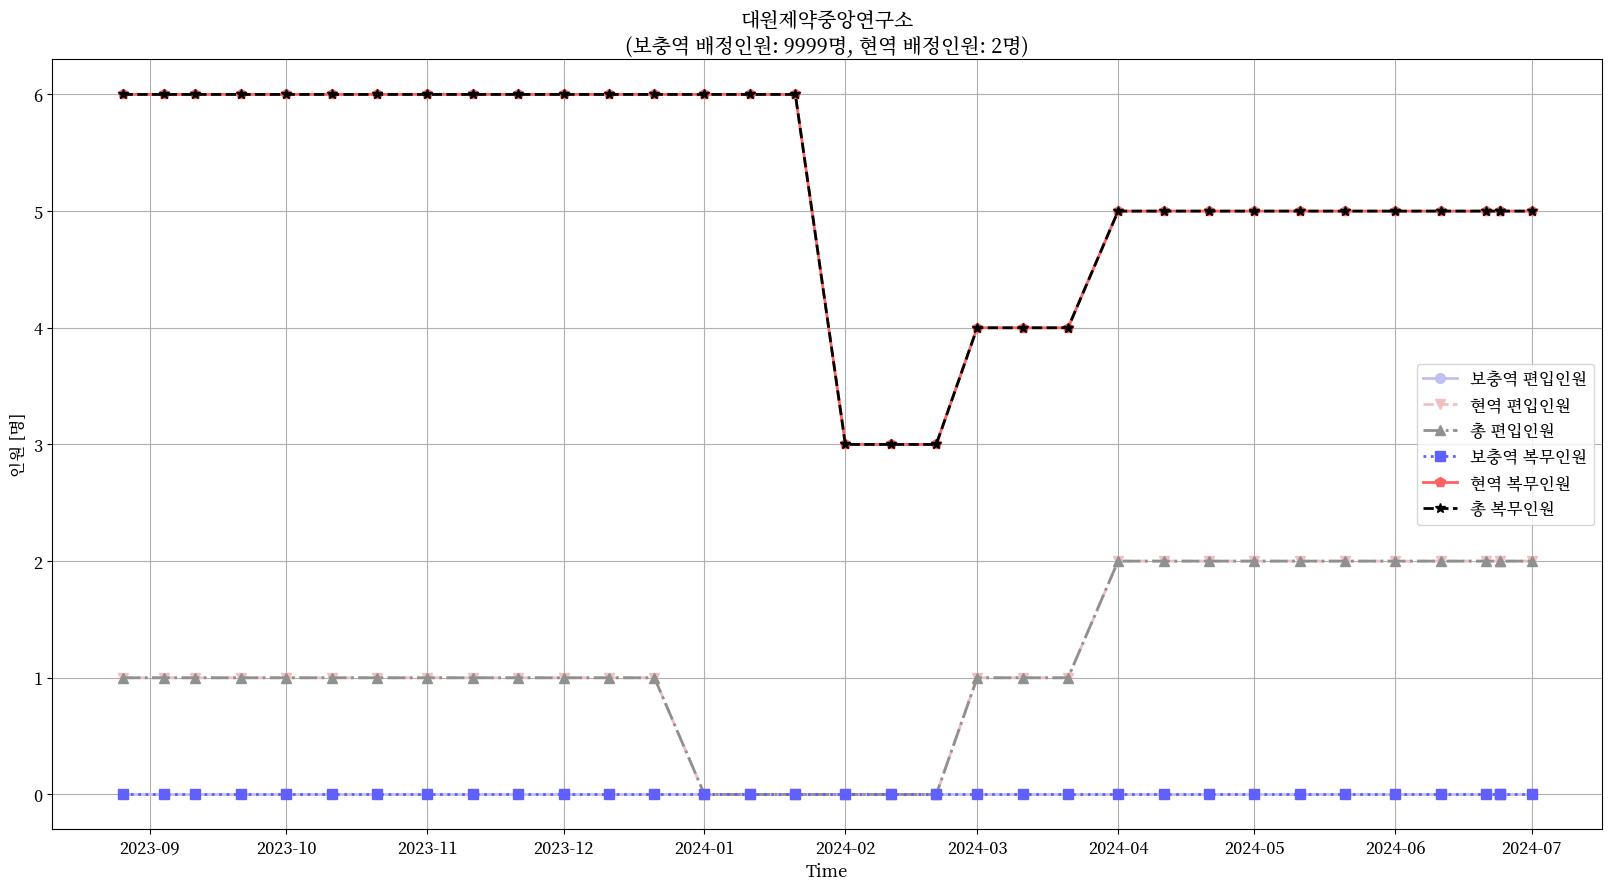 대원제약중앙연구소
(보충역 배정인원: 9999명, 현역 배정인원: 2명)
인원 [명]
6
5
4
3
2
1
0
보충역 편입인원
현역 편입인원
총 편입인원
보충역 복무인원
현역 복무인원
총 복무인원
2023-09 2023-10 2023-11 2023-12 2024-01 2024-02 2024-03 2024-04 2024-05 2024-06 2024-07
Time